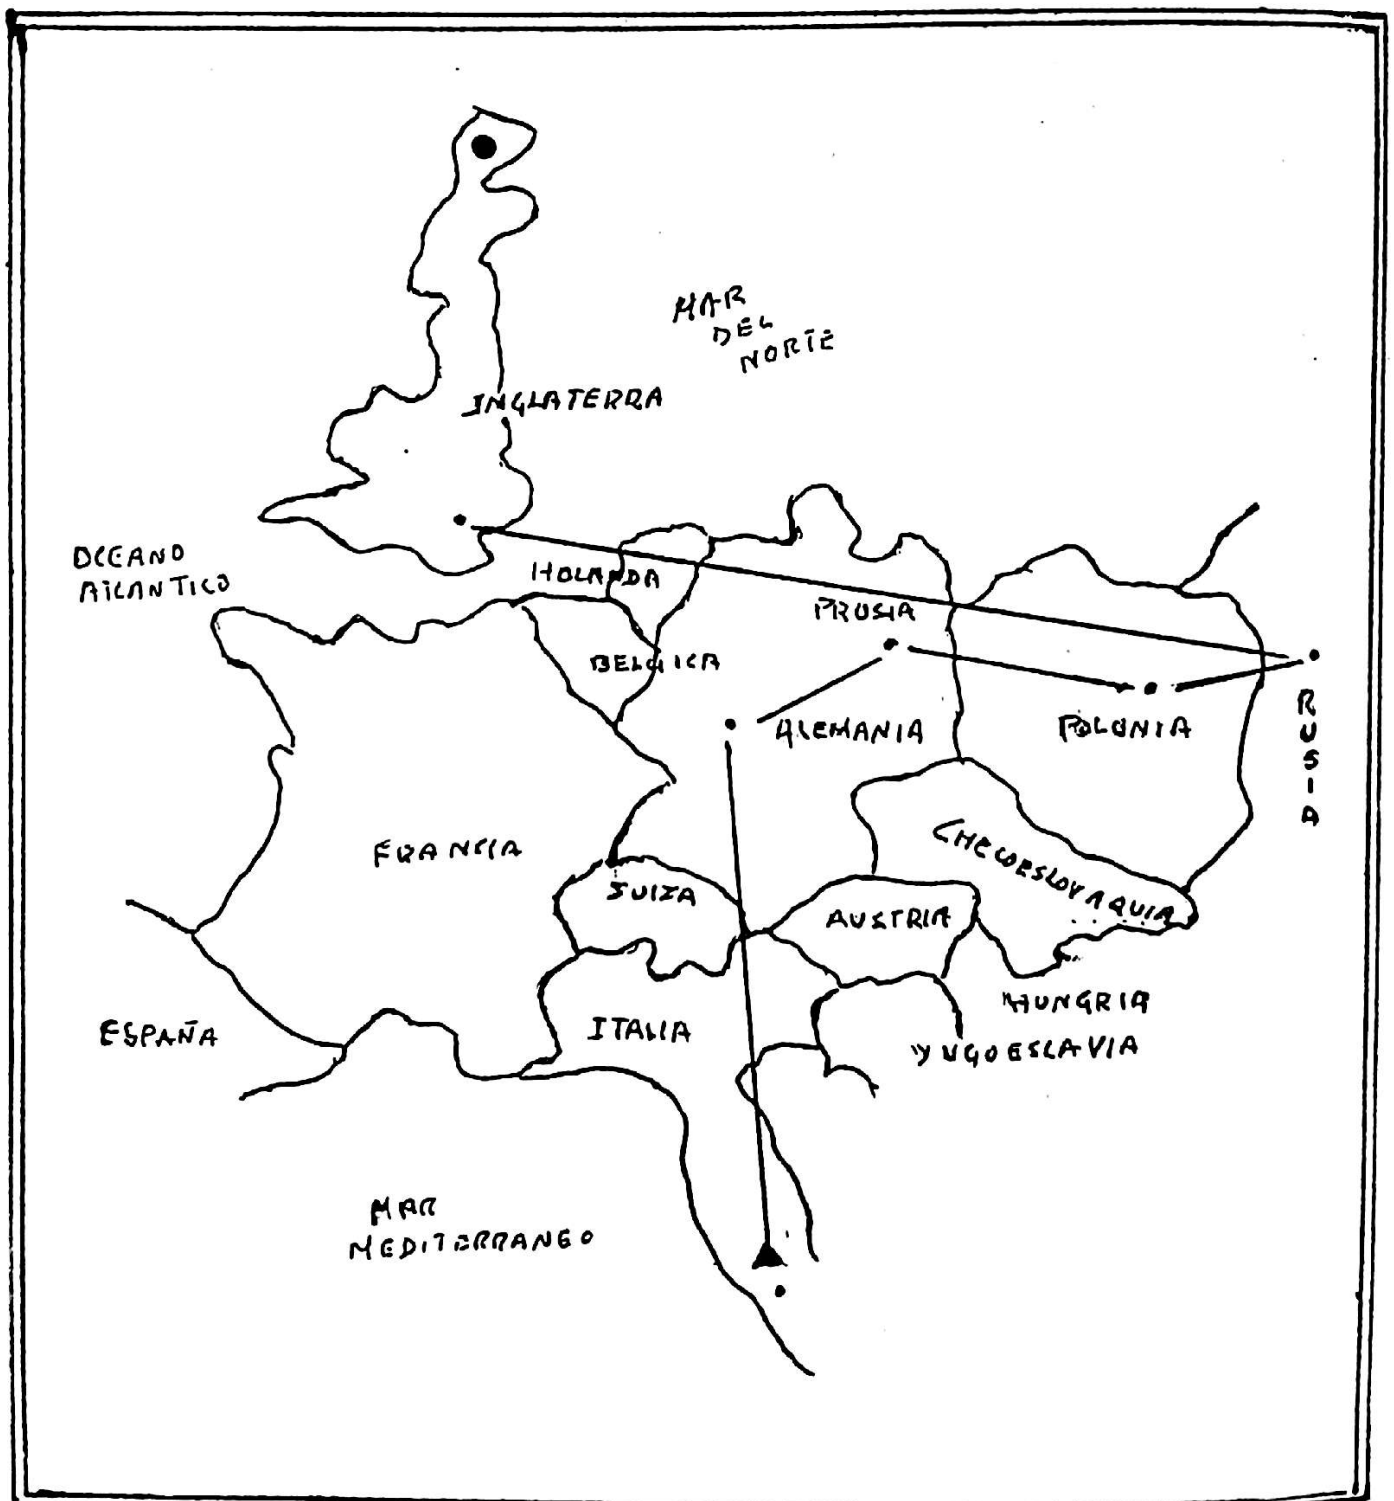 MAR
DEL
NORTE
INGLATERRA
OCEANO
ATLANTICO
HOLANDA
PRUSIA
BELGICA
ALEMANIA
POLONIA
RUSIA
FRANCIA
CHECOESLOVAQUIA
SUIZA
AUSTRIA
HUNGRIA
ESPAÑA
ITALIA
YUGOESLAVIA
MAR
MEDITERRANEO